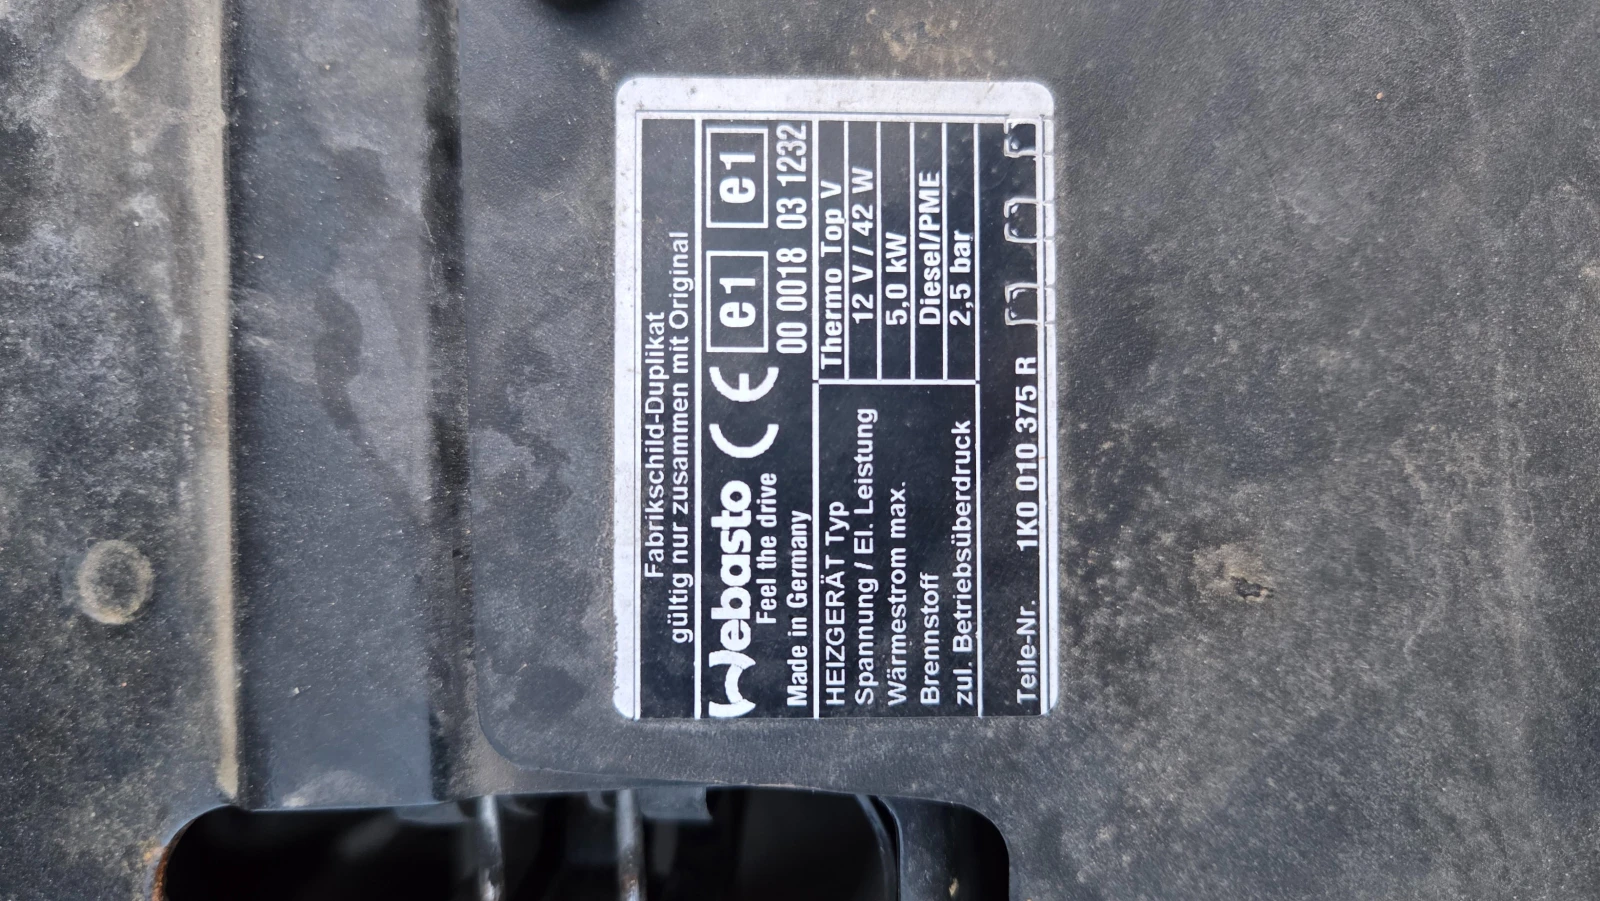 Fabrikschild-Duplikat
gültig nur zusammen mit Original
Webasto CE e1 e1
Feel the drive
Made in Germany 00 0018 03 1232
HEIZGERÄT Typ Thermo Top V
Spannung / El. Leistung 12 V / 42 W
Wärmestrom max. 5,0 kW
Brennstoff Diesel/PME
zul. Betriebsüberdruck 2,5 bar
Teile-Nr. 1K0 010 375 R